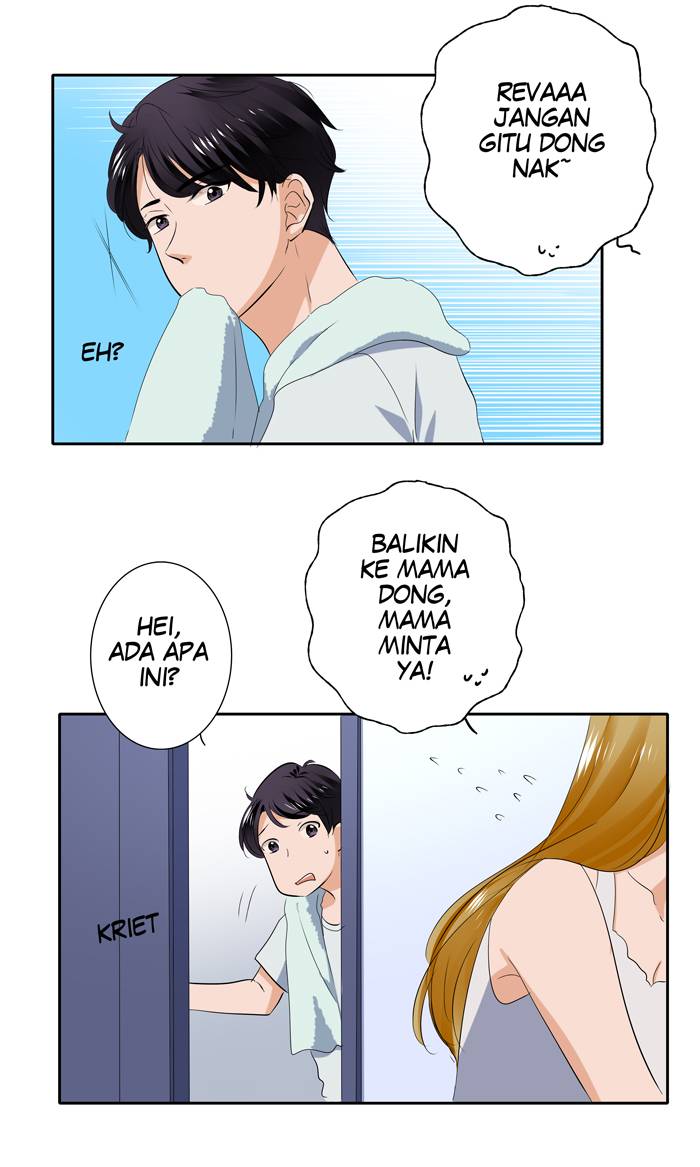 REVAAA
JANGAN
GITU DONG
NAK~
EH?
BALIKIN
KE MAMA
DONG,
MAMA
MINTA
YA!
HEI,
ADA APA
INI?
KRIET